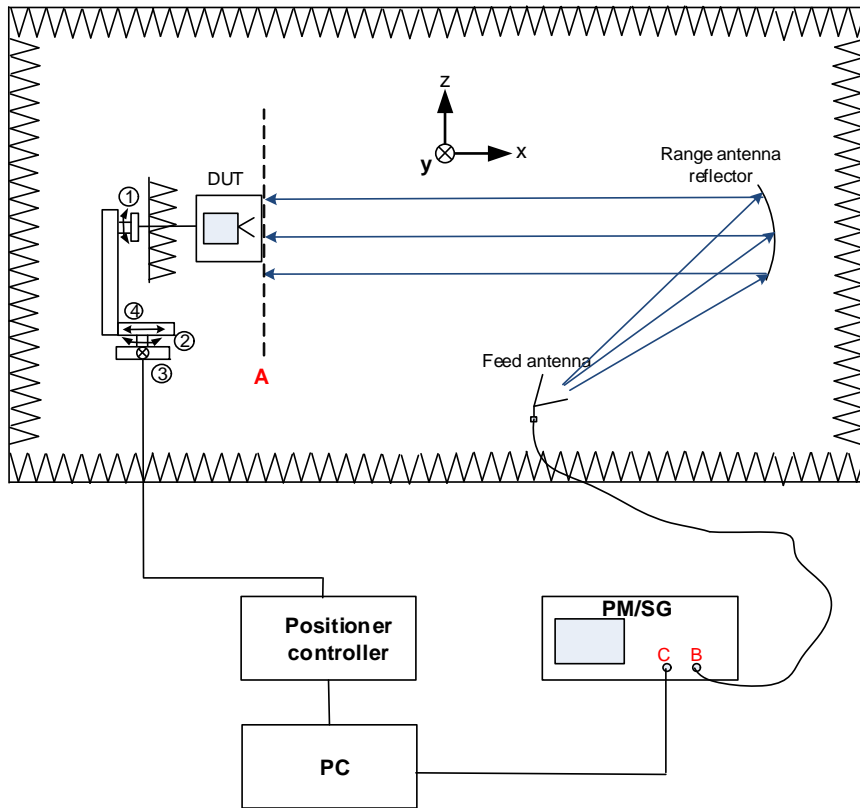 z
x
y
DUT
Range antenna
reflector
①
④
②
③
A
Feed antenna
PM/SG
C B
Positioner
controller
PC